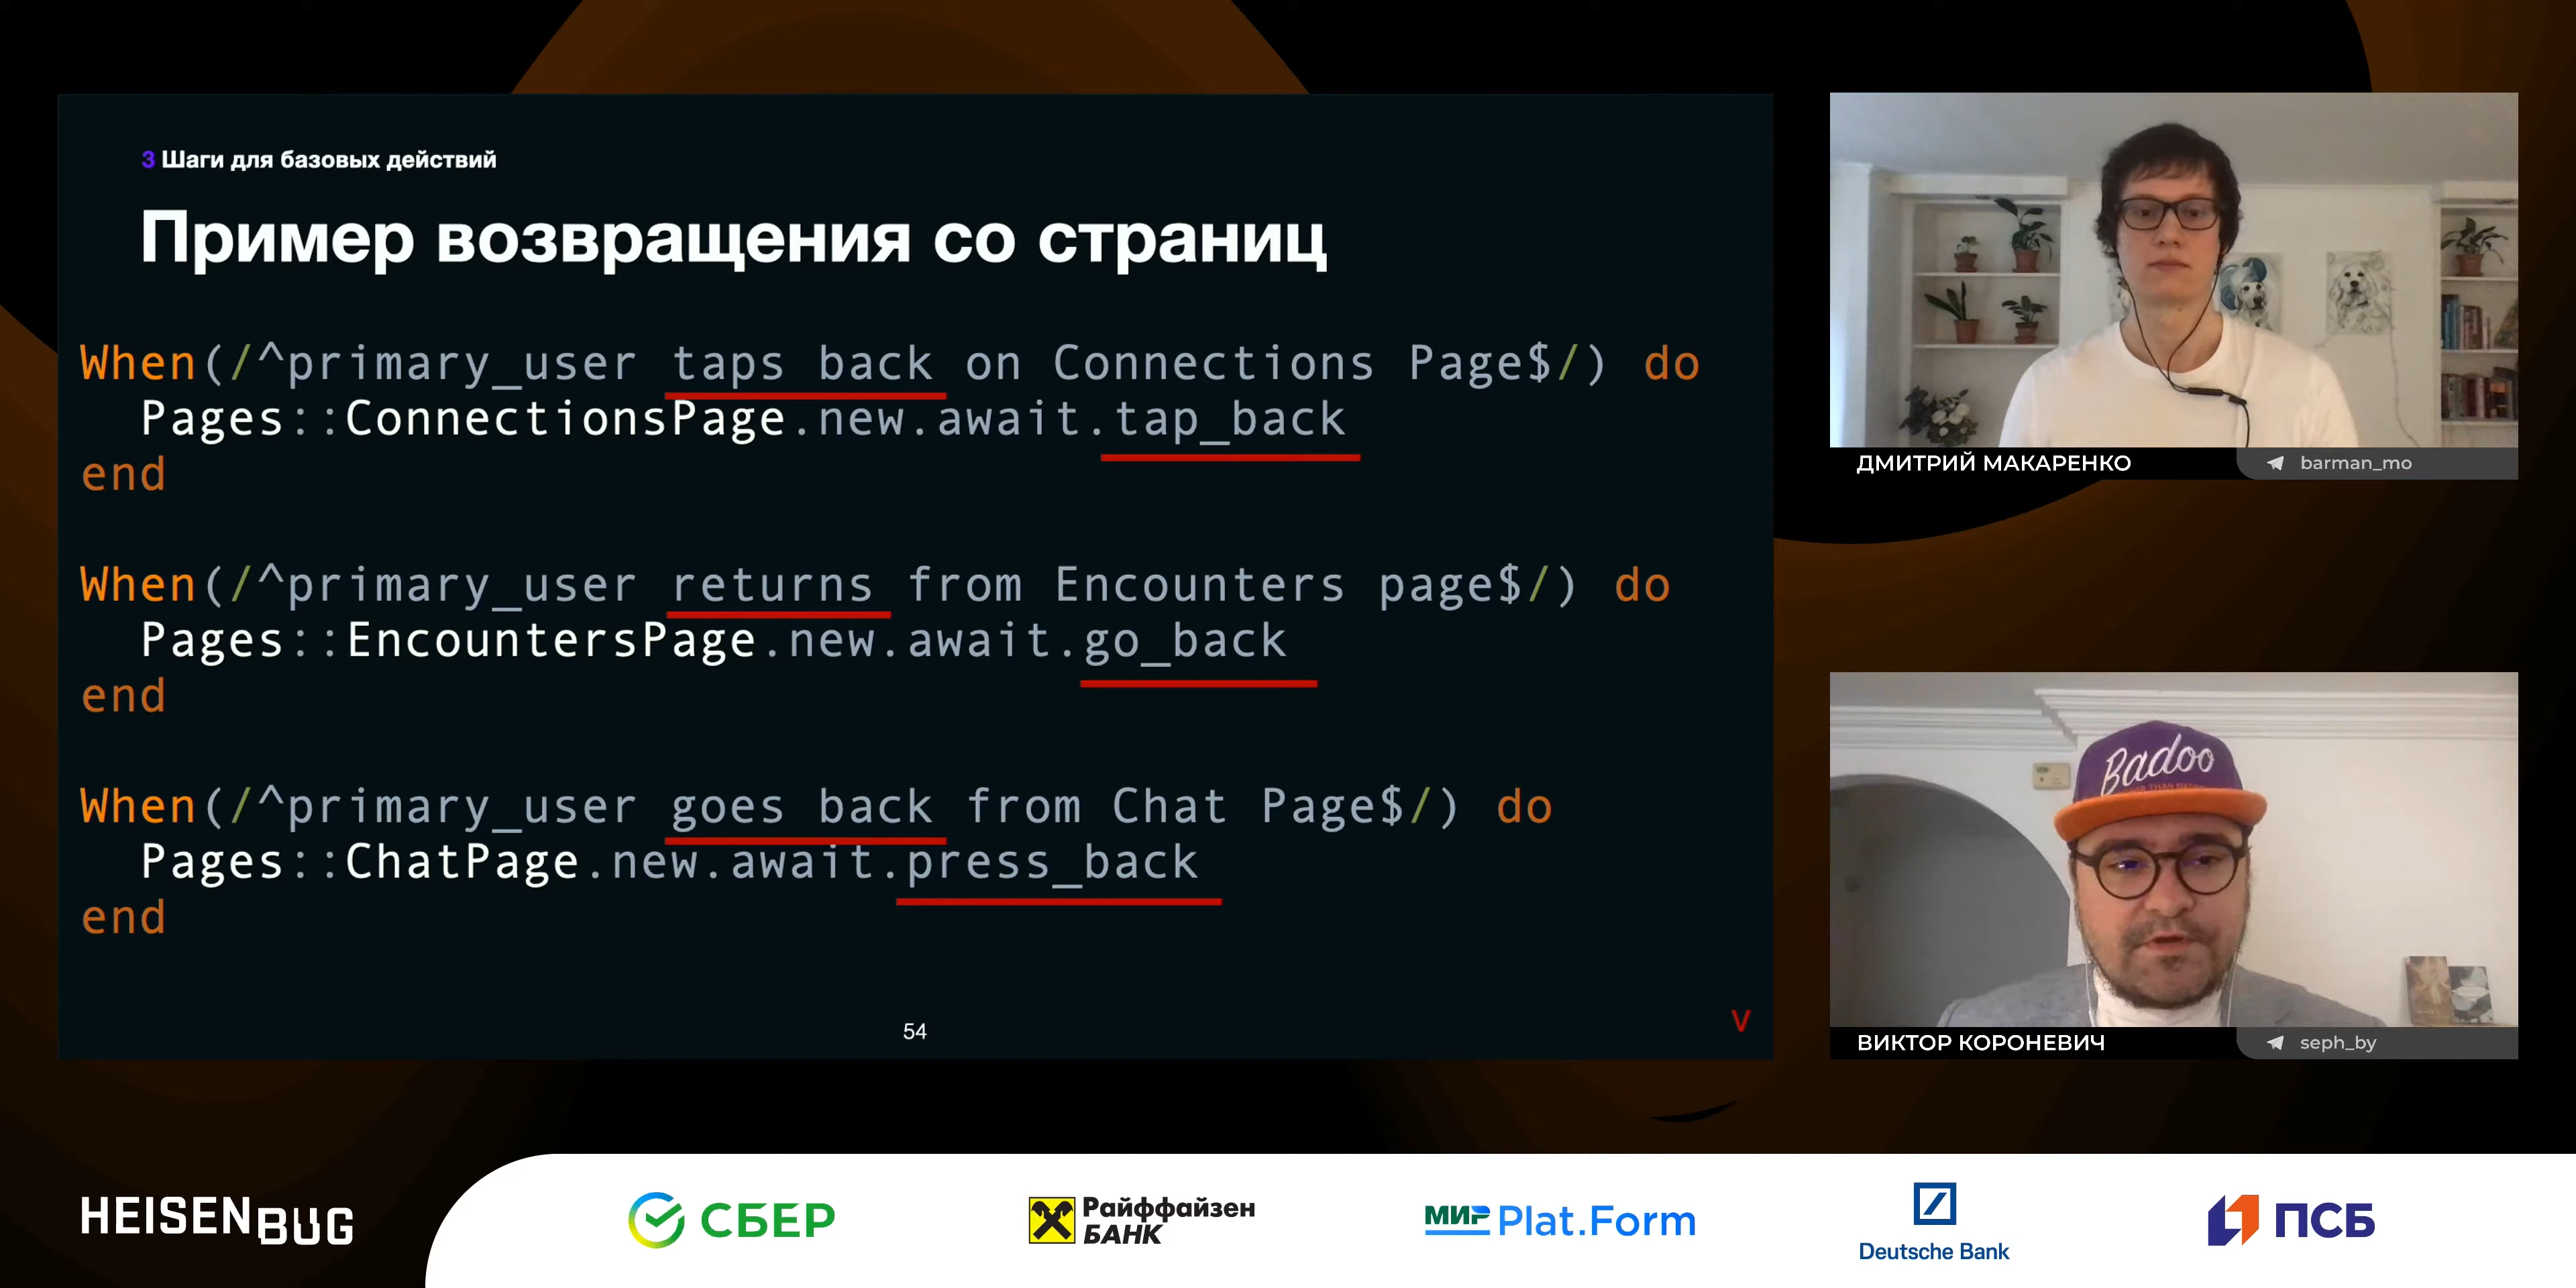 3 Шаги для базовых действий
Пример возвращения со страниц
When(/^primary_user taps back on Connections Page$/) do
Pages::ConnectionsPage.new.await.tap_back
end
When(/^primary_user returns from Encounters page$/) do
Pages::EncountersPage.new.await.go_back
end
When(/^primary_user goes back from Chat Page$/) do
Pages::ChatPage.new.await.press_back
end
54
V
ДМИТРИЙ МАКАРЕНКО
barman_mo
Badoo
ВИКТОР КОРОНЕВИЧ
seph_by
HEISENBUG
СБЕР
Райффайзен
БАНК
МИР Plat.Form
Deutsche Bank
ПСБ